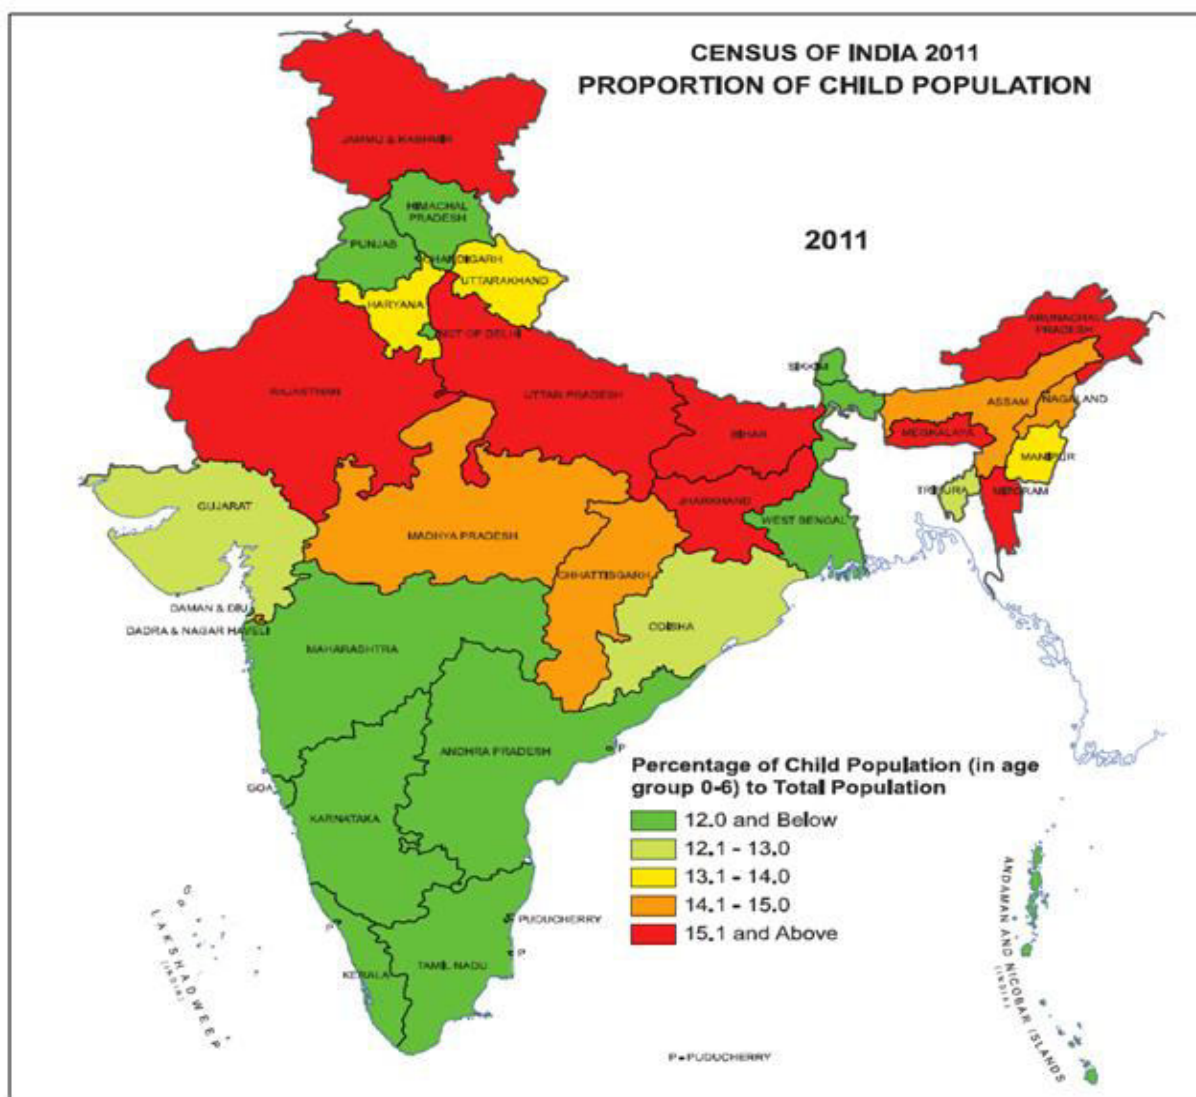 CENSUS OF INDIA 2011
PROPORTION OF CHILD POPULATION
2011
JAMMU & KASHMIR
HIMACHAL
PRADESH
PUNJAB
CHANDIGARH
UTTARAKHAND
HARYANA
NCT OF DELHI
ARUNACHAL
PRADESH
SIKKIM
RAJASTHAN
UTTAR PRADESH
ASSAM
NAGALAND
BIHAR
MEGHALAYA
MANIPUR
TRIPURA
MIZORAM
GUJARAT
JHARKHAND
WEST BENGAL
MADHYA PRADESH
CHHATTISGARH
DAMAN & DIU
DADRA & NAGAR HAVELI
ODISHA
MAHARASHTRA
ANDHRA PRADESH
P
GOA
KARNATAKA
Percentage of Child Population (in age
group 0-6) to Total Population
12.0 and Below
12.1 - 13.0
13.1 - 14.0
14.1 - 15.0
15.1 and Above
PUDUCHERRY
P
P
KERALA
TAMIL NADU
LAKSHADWEEP
(INDIA)
ANDAMAN AND NICOBAR ISLANDS
(INDIA)
P - PUDUCHERRY